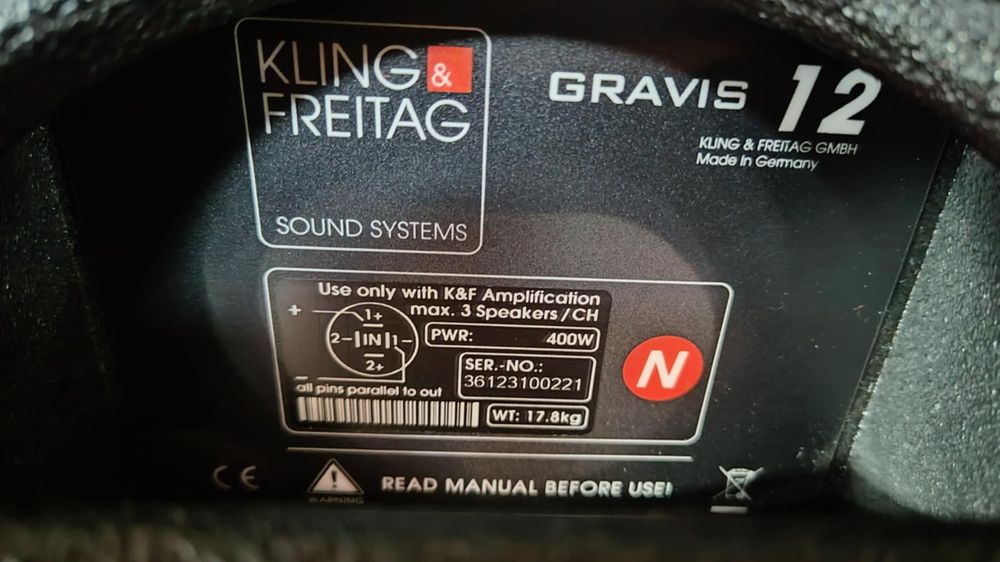 KLING &
FREITAG
SOUND SYSTEMS
GRAVIS 12
KLING & FREITAG GMBH
Made in Germany
Use only with K&F Amplification
max. 3 Speakers/CH
+
1+
2- IN 1-
2+
-
all pins parallel to out
PWR: 400W
SER.-NO.:
36123100221
WT: 17.8kg
N
CE
WARNING
READ MANUAL BEFORE USE!